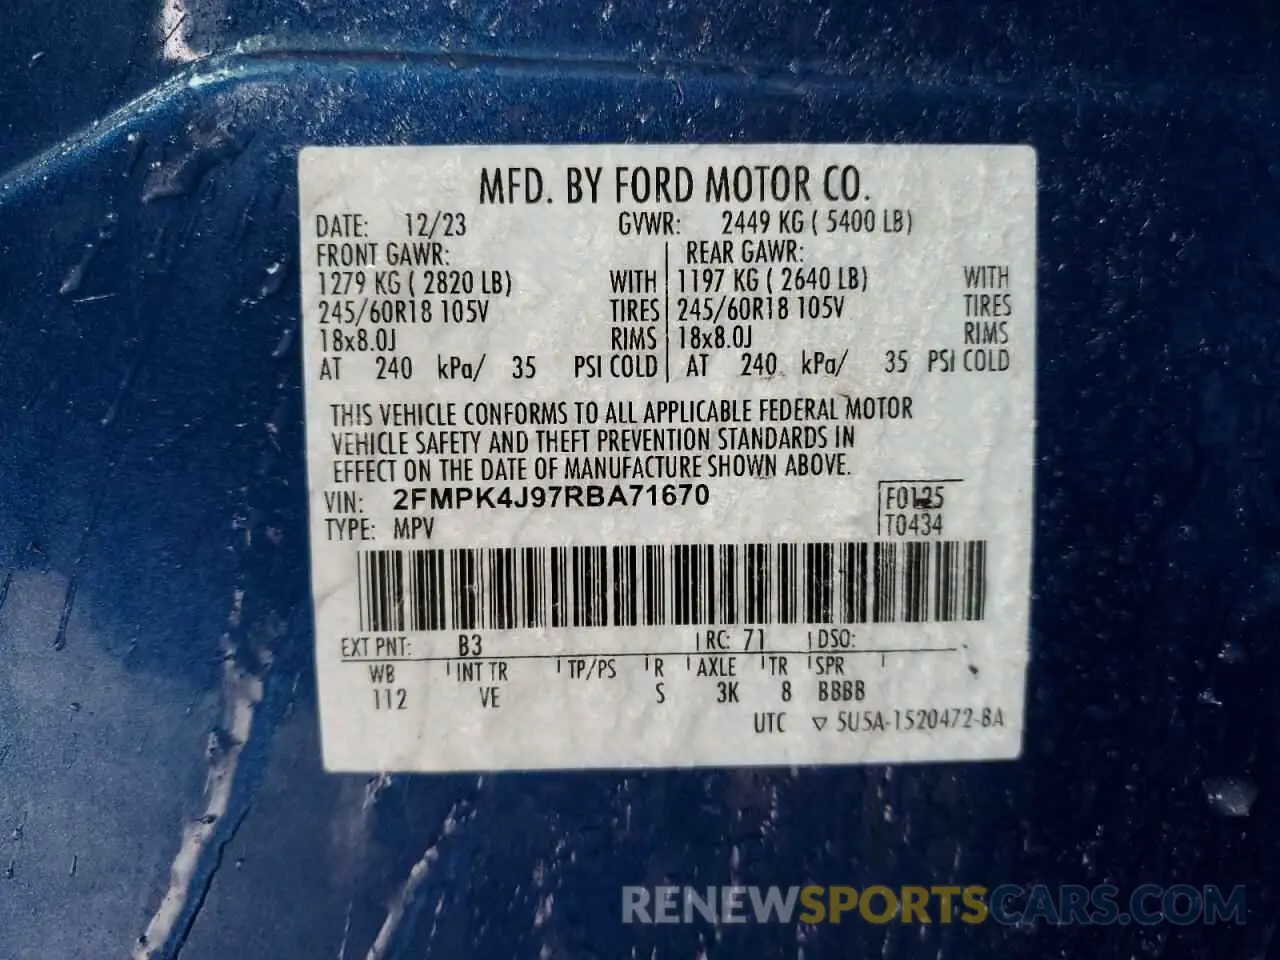 MFD. BY FORD MOTOR CO.
DATE: 12/23 GVWR: 2449 KG ( 5400 LB)
FRONT GAWR: REAR GAWR:
1279 KG ( 2820 LB) WITH 1197 KG ( 2640 LB) WITH
245/60R18 105V TIRES 245/60R18 105V TIRES
18x8.0J RIMS 18x8.0J RIMS
AT 240 kPa/ 35 PSI COLD AT 240 kPa/ 35 PSI COLD
THIS VEHICLE CONFORMS TO ALL APPLICABLE FEDERAL MOTOR
VEHICLE SAFETY AND THEFT PREVENTION STANDARDS IN
EFFECT ON THE DATE OF MANUFACTURE SHOWN ABOVE.
VIN: 2FMPK4J97RBA71670 F0125
TYPE: MPV T0434
EXT PNT: B3 RC: 71 DSO:
WB INT TR TP/PS R AXLE TR SPR
112 VE S 3K 8 BBBB
UTC ▽ 5U5A-1520472-BA
RENEWSPORTSCARS.COM